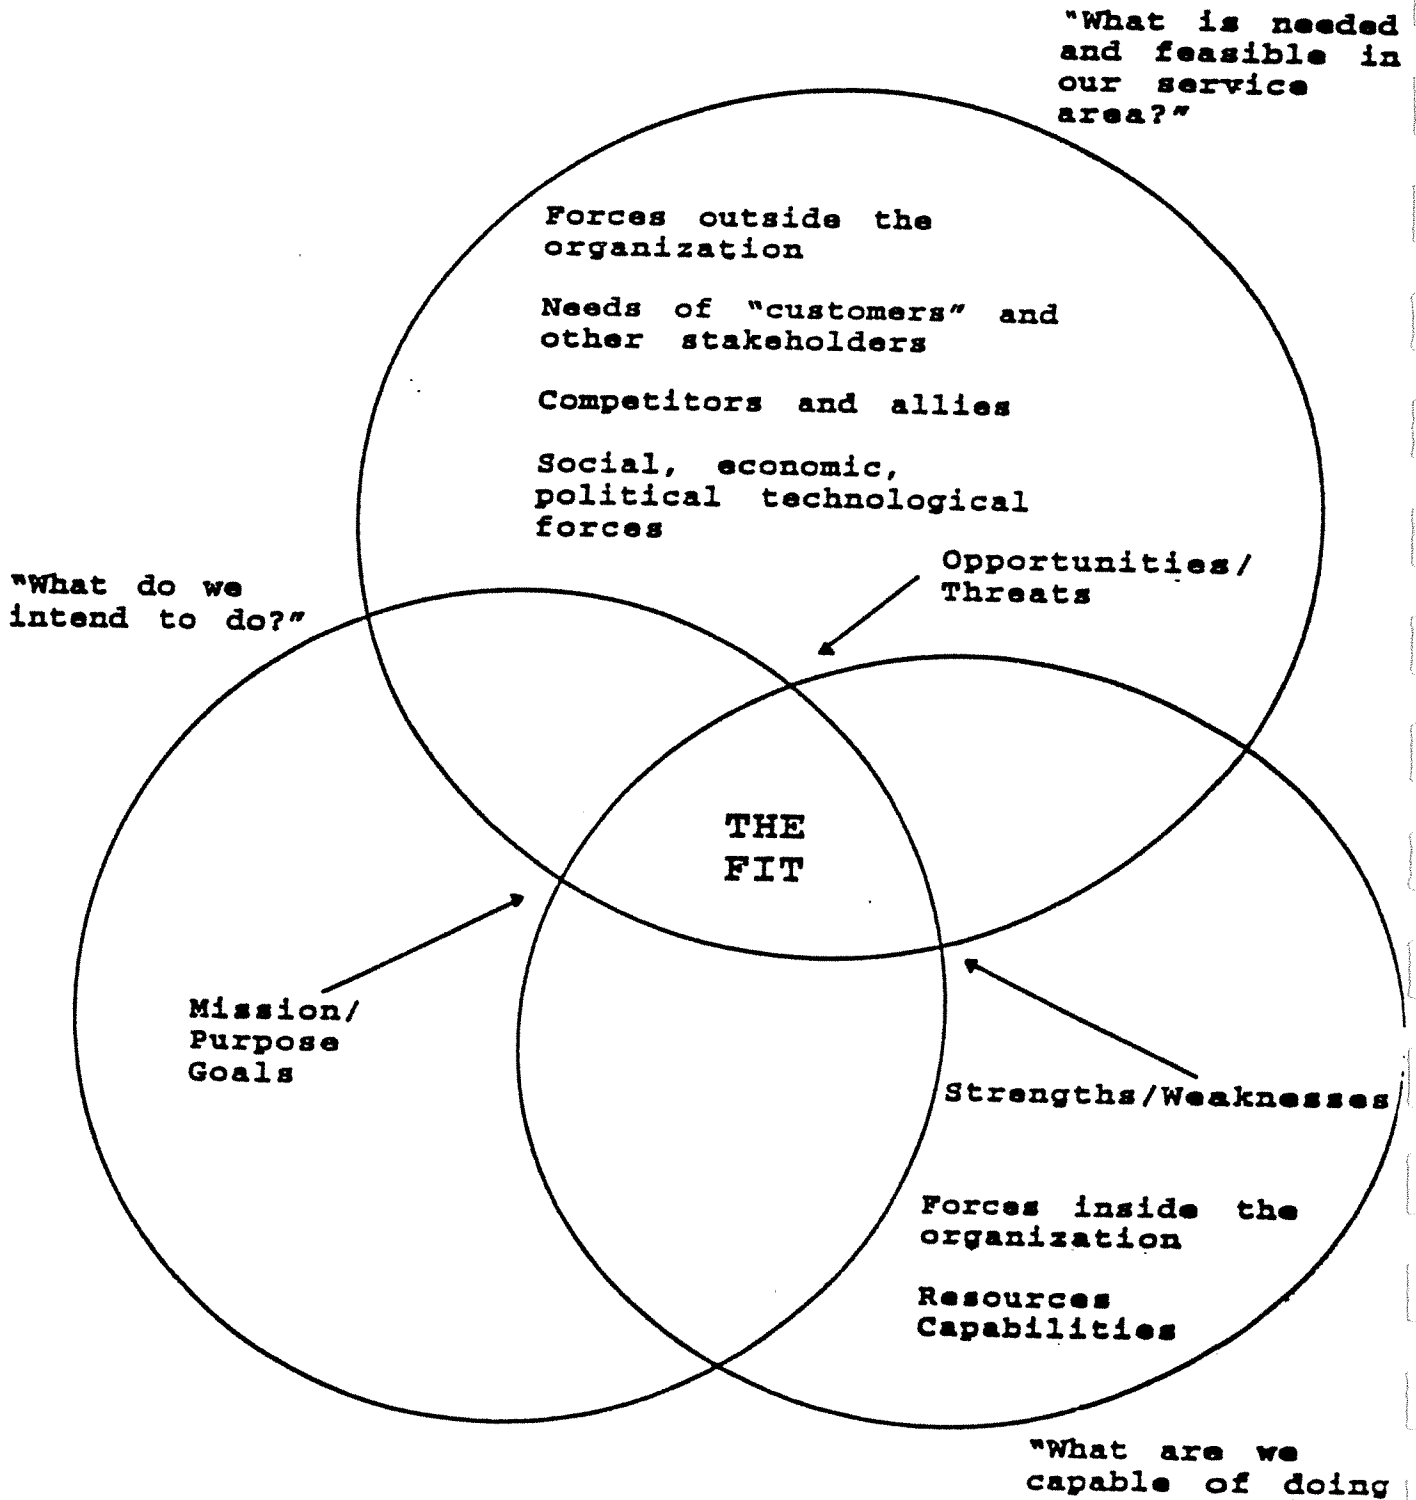 "What is needed
and feasible in
our service
area?"
Forces outside the
organization
Needs of "customers" and
other stakeholders
Competitors and allies
Social, economic,
political technological
forces
Opportunities/
Threats
"What do we
intend to do?"
THE
FIT
Mission/
Purpose
Goals
Strengths/Weaknesses
Forces inside the
organization
Resources
Capabilities
"What are we
capable of doing